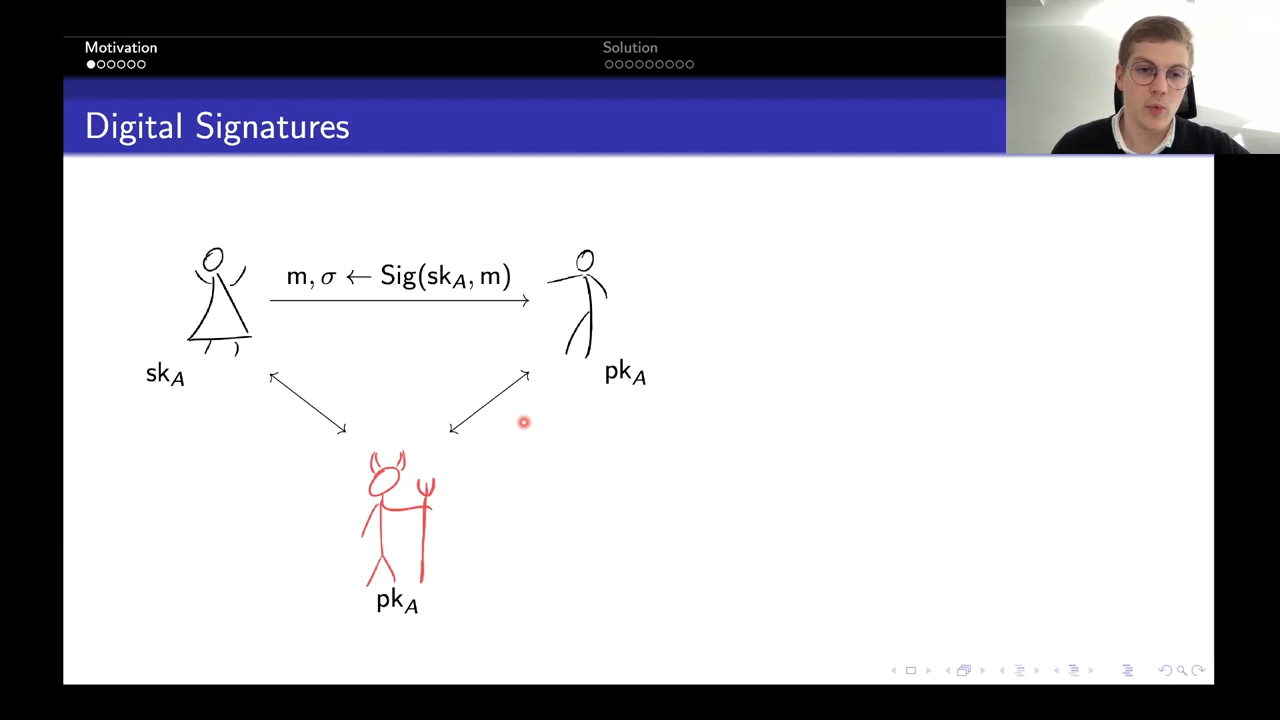 Motivation
Solution
Digital Signatures
m, σ ← Sig(sk_A, m)
sk_A
pk_A
pk_A